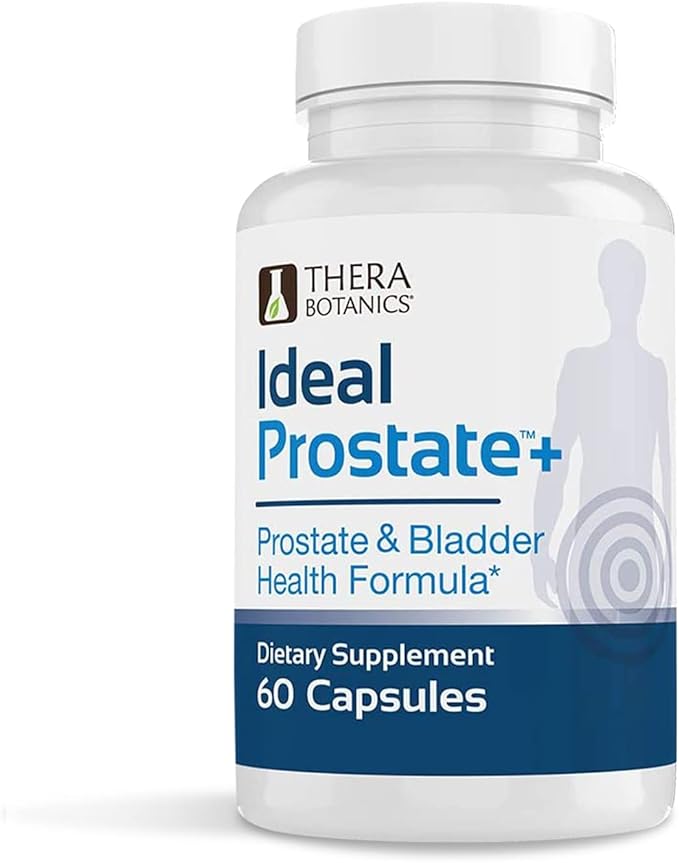 THERA
BOTANICS®
Ideal
Prostate™+
Prostate & Bladder
Health Formula*
Dietary Supplement
60 Capsules